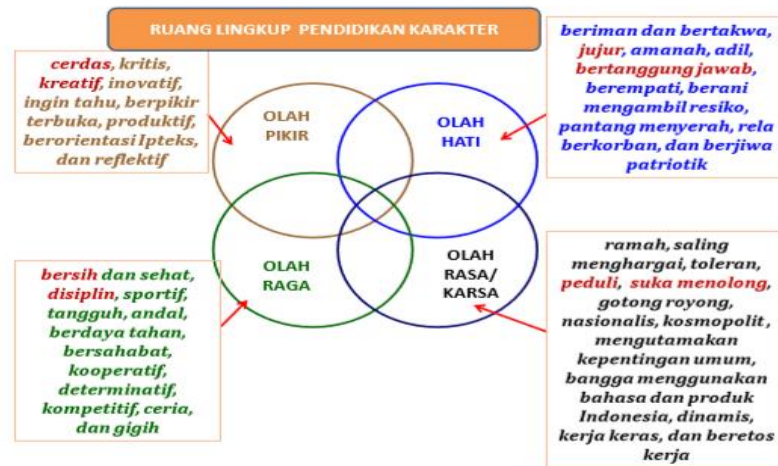 RUANG LINGKUP PENDIDIKAN KARAKTER
cerdas, kritis,
kreatif, inovatif,
ingin tahu, berpikir
terbuka, produktif,
berorientasi Ipteks,
dan reflektif
OLAH
PIKIR
OLAH
HATI
beriman dan bertakwa,
jujur, amanah, adil,
bertanggung jawab,
berempati, berani
mengambil resiko,
pantang menyerah, rela
berkorban, dan berjiwa
patriotik
bersih dan sehat,
disiplin, sportif,
tangguh, andal,
berdaya tahan,
bersahabat,
kooperatif,
determinatif,
kompetitif, ceria,
dan gigih
OLAH
RAGA
OLAH
RASA/
KARSA
ramah, saling
menghargai, toleran,
peduli, suka menolong,
gotong royong,
nasionalis, kosmopolit,
mengutamakan
kepentingan umum,
bangga menggunakan
bahasa dan produk
Indonesia, dinamis,
kerja keras, dan beretos
kerja